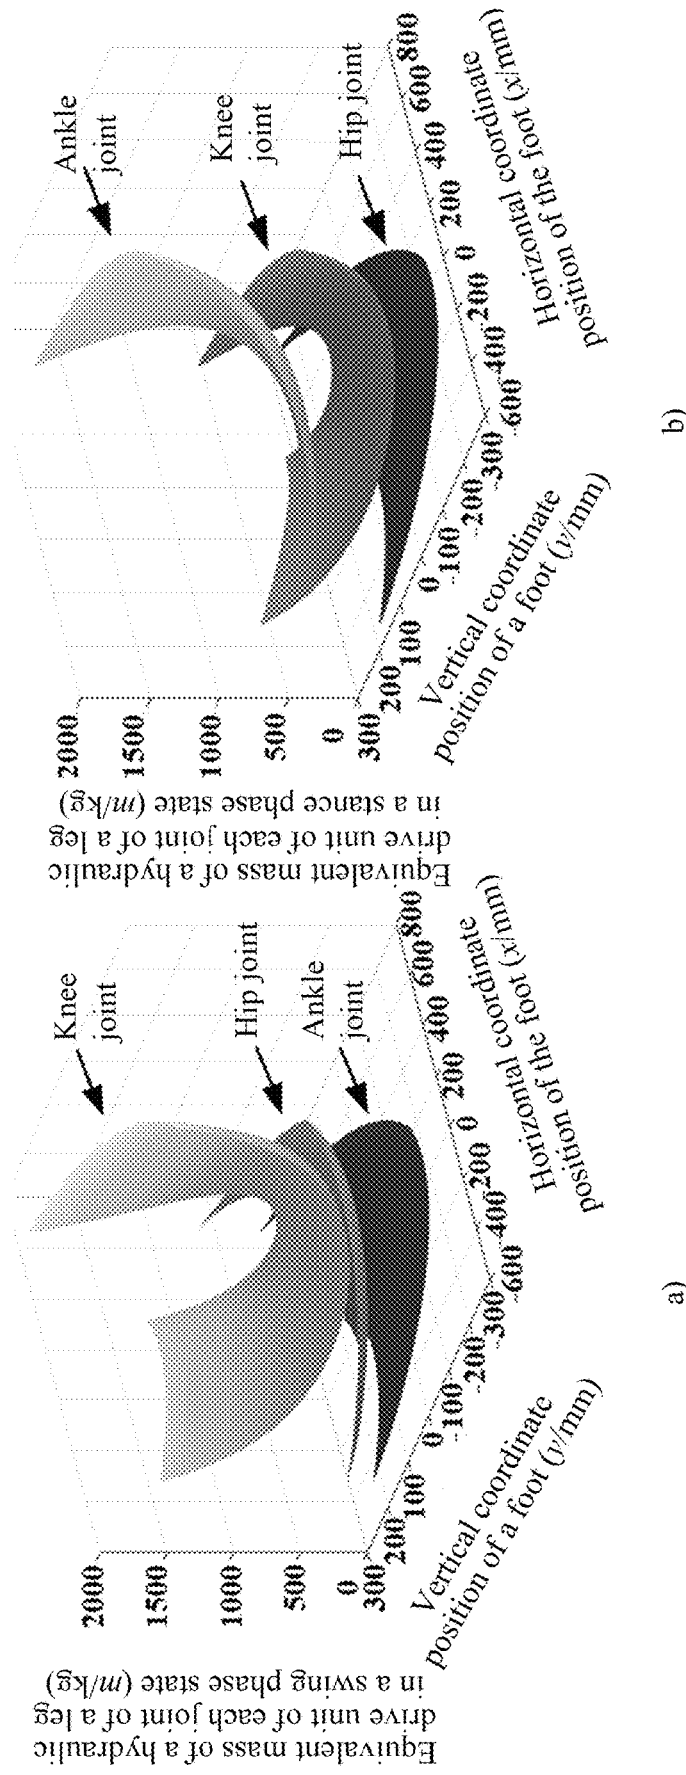 Equivalent mass of a hydraulic
drive unit of each joint of a leg
in a swing phase state (m/kg)
2000
1500
1000
500
0
300
200
100
0
-100
-200
-300
Vertical coordinate
position of a foot (y/mm)
-600
400
200
0
200
400
600
800
Horizontal coordinate
position of the foot (x/mm)
Knee
joint
Hip joint
Ankle
joint
a)
Equivalent mass of a hydraulic
drive unit of each joint of a leg
in a stance phase state (m/kg)
2000
1500
1000
500
0
300
200
100
0
-100
-200
-300
Vertical coordinate
position of a foot (y/mm)
-600
400
200
0
200
400
600
800
Horizontal coordinate
position of the foot (x/mm)
Ankle
joint
Knee
joint
Hip joint
b)